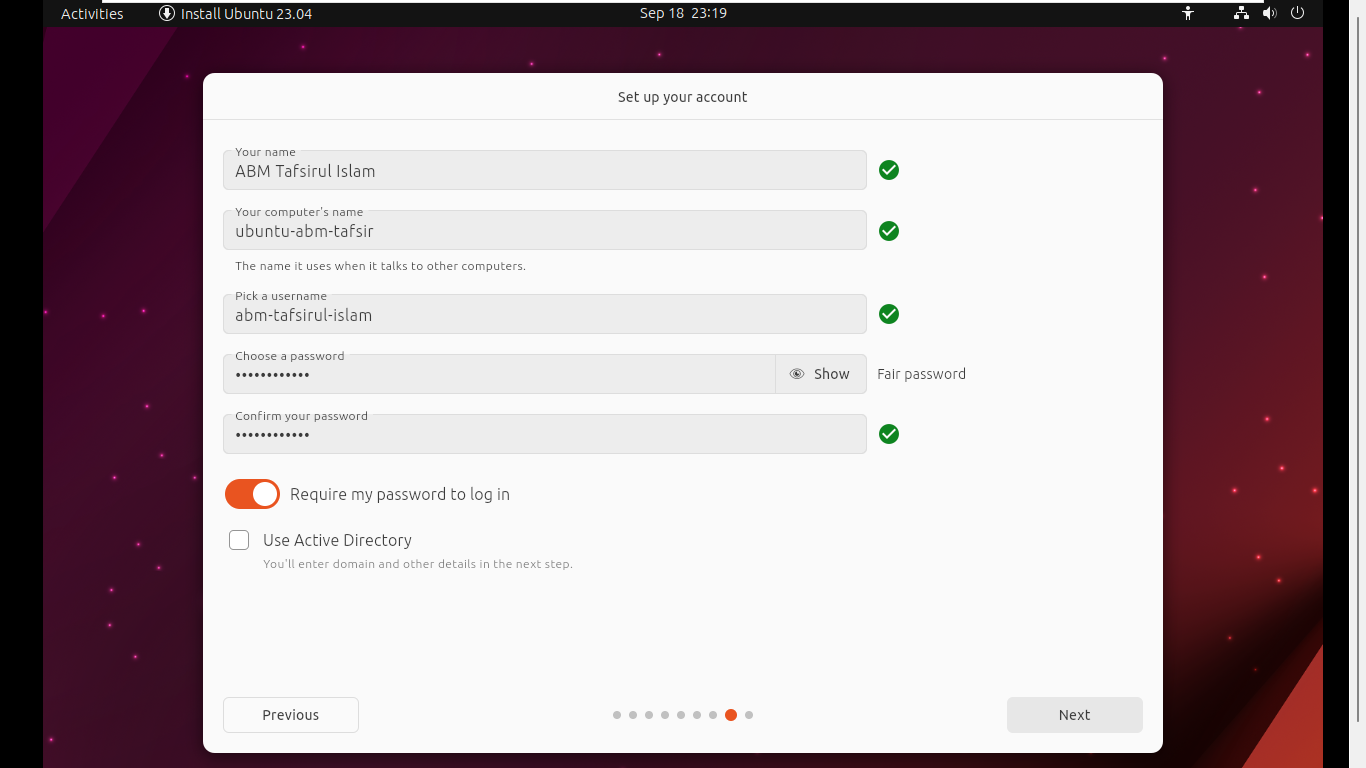 Activities Install Ubuntu 23.04 Sep 18 23:19
Set up your account
Your name
ABM Tafsirul Islam
Your computer's name
ubuntu-abm-tafsir
The name it uses when it talks to other computers.
Pick a username
abm-tafsirul-islam
Choose a password
•••••••••••• Show Fair password
Confirm your password
••••••••••••
Require my password to log in
Use Active Directory
You'll enter domain and other details in the next step.
Previous Next